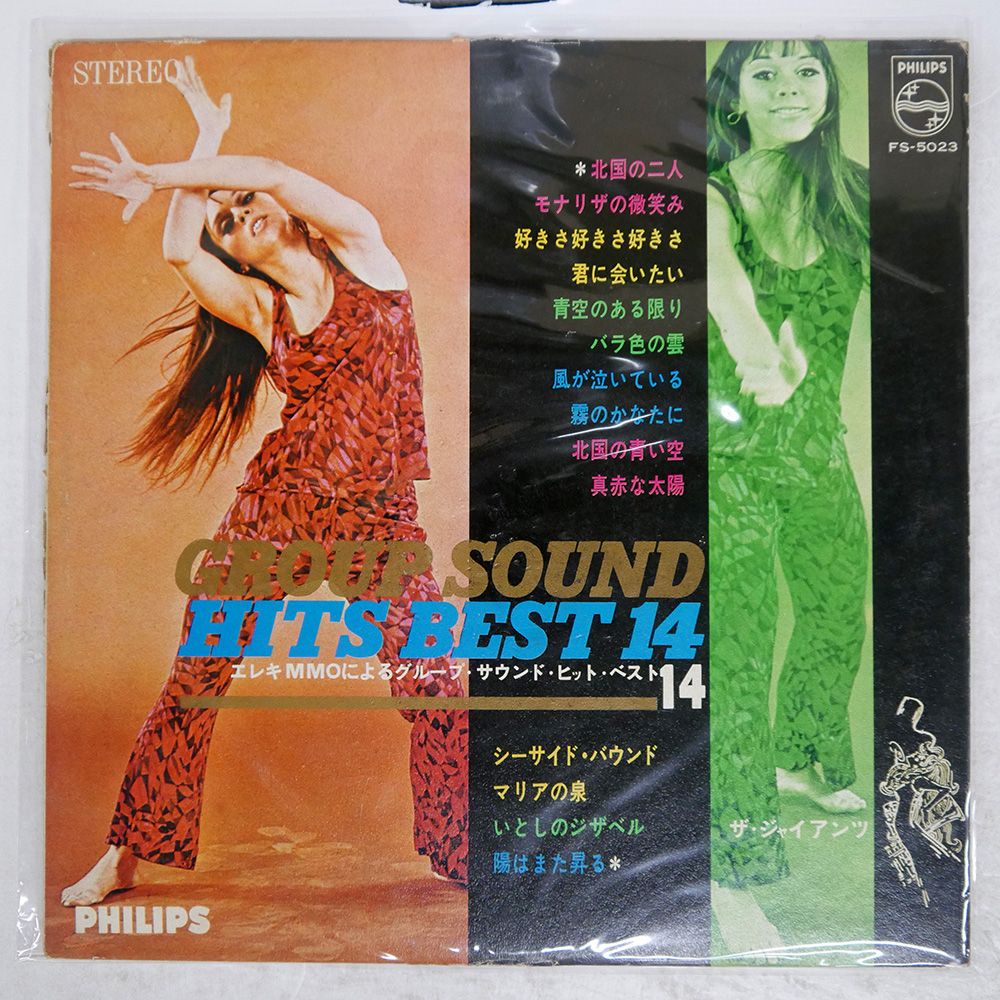 STEREO
PHILIPS
FS-5023
*北国の二人
モナリザの微笑み
好きさ好きさ好きさ
君に会いたい
青空のある限り
バラ色の雲
風が泣いている
霧のかなたに
北国の青い空
真赤な太陽
GROUP SOUND
HITS BEST 14
エレキMMOによるグループ・サウンド・ヒット・ベスト14
シーサイド・バウンド
マリアの泉
いとしのジザベル
陽はまた昇る*
ザ・ジャイアンツ
PHILIPS